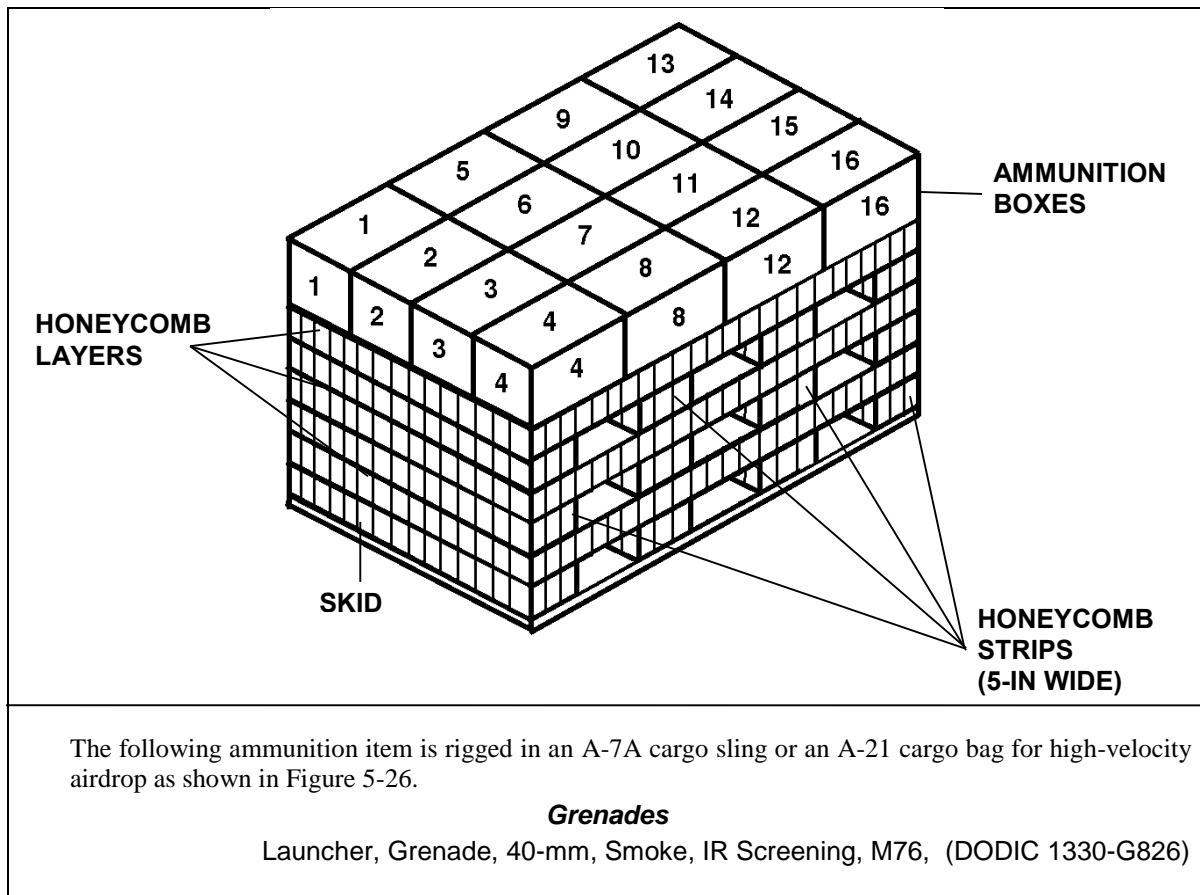 13
9
14
5
10
15
1
6
11
16
2
7
12
16
3
8
12
1
4
8
2
3
4
4
AMMUNITION
BOXES
HONEYCOMB
LAYERS
SKID
HONEYCOMB
STRIPS
(5-IN WIDE)
The following ammunition item is rigged in an A-7A cargo sling or an A-21 cargo bag for high-velocity
airdrop as shown in Figure 5-26.
Grenades
Launcher, Grenade, 40-mm, Smoke, IR Screening, M76, (DODIC 1330-G826)